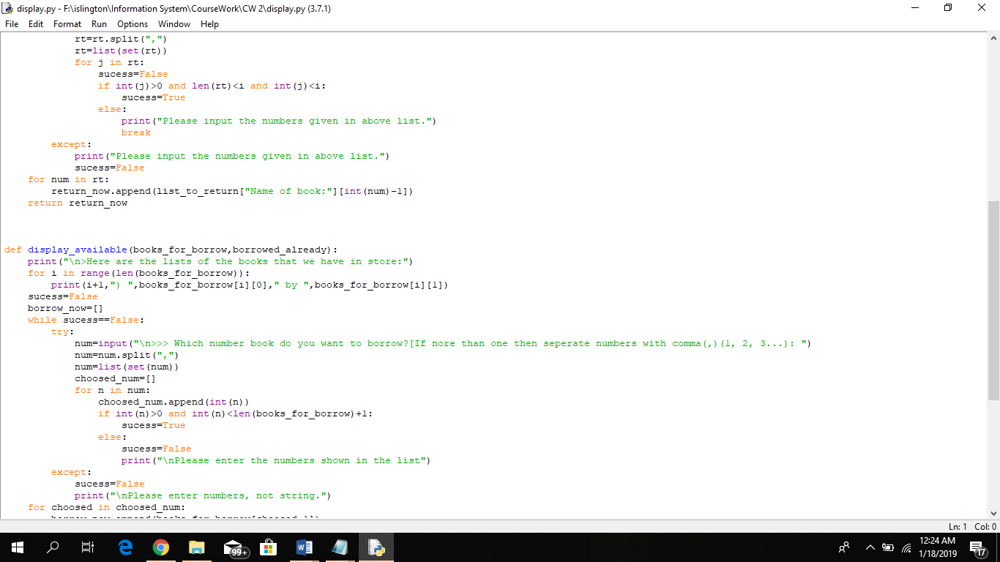 display.py - F:\islington\Information System\CourseWork\CW 2\display.py (3.7.1)
File Edit Format Run Options Window Help
            rt=rt.split(",")
            rt=list(set(rt))
            for j in rt:
                sucess=False
                if int(j)>0 and len(rt)<i and int(j)<i:
                    sucess=True
                else:
                    print("Please input the numbers given in above list.")
                    break
        except:
            print("Please input the numbers given in above list.")
            sucess=False
    for num in rt:
        return_now.append(list_to_return["Name of book:"][int(num)-1])
    return return_now
def display_available(books_for_borrow,borrowed_already):
    print("\n>Here are the lists of the books that we have in store:")
    for i in range(len(books_for_borrow)):
        print(i+1,") ",books_for_borrow[i][0]," by ",books_for_borrow[i][1])
    sucess=False
    borrow_now=[]
    while sucess==False:
        try:
            num=input("\n>>> Which number book do you want to borrow?[If nore than one then seperate numbers with comma(,)(1, 2, 3...): ")
            num=num.split(",")
            num=list(set(num))
            choosed_num=[]
            for n in num:
                choosed_num.append(int(n))
                if int(n)>0 and int(n)<len(books_for_borrow)+1:
                    sucess=True
                else:
                    sucess=False
                    print("\nPlease enter the numbers shown in the list")
        except:
            sucess=False
            print("\nPlease enter numbers, not string.")
    for choosed in choosed_num:
Ln: 1 Col: 0
99+
12:24 AM
1/18/2019
17